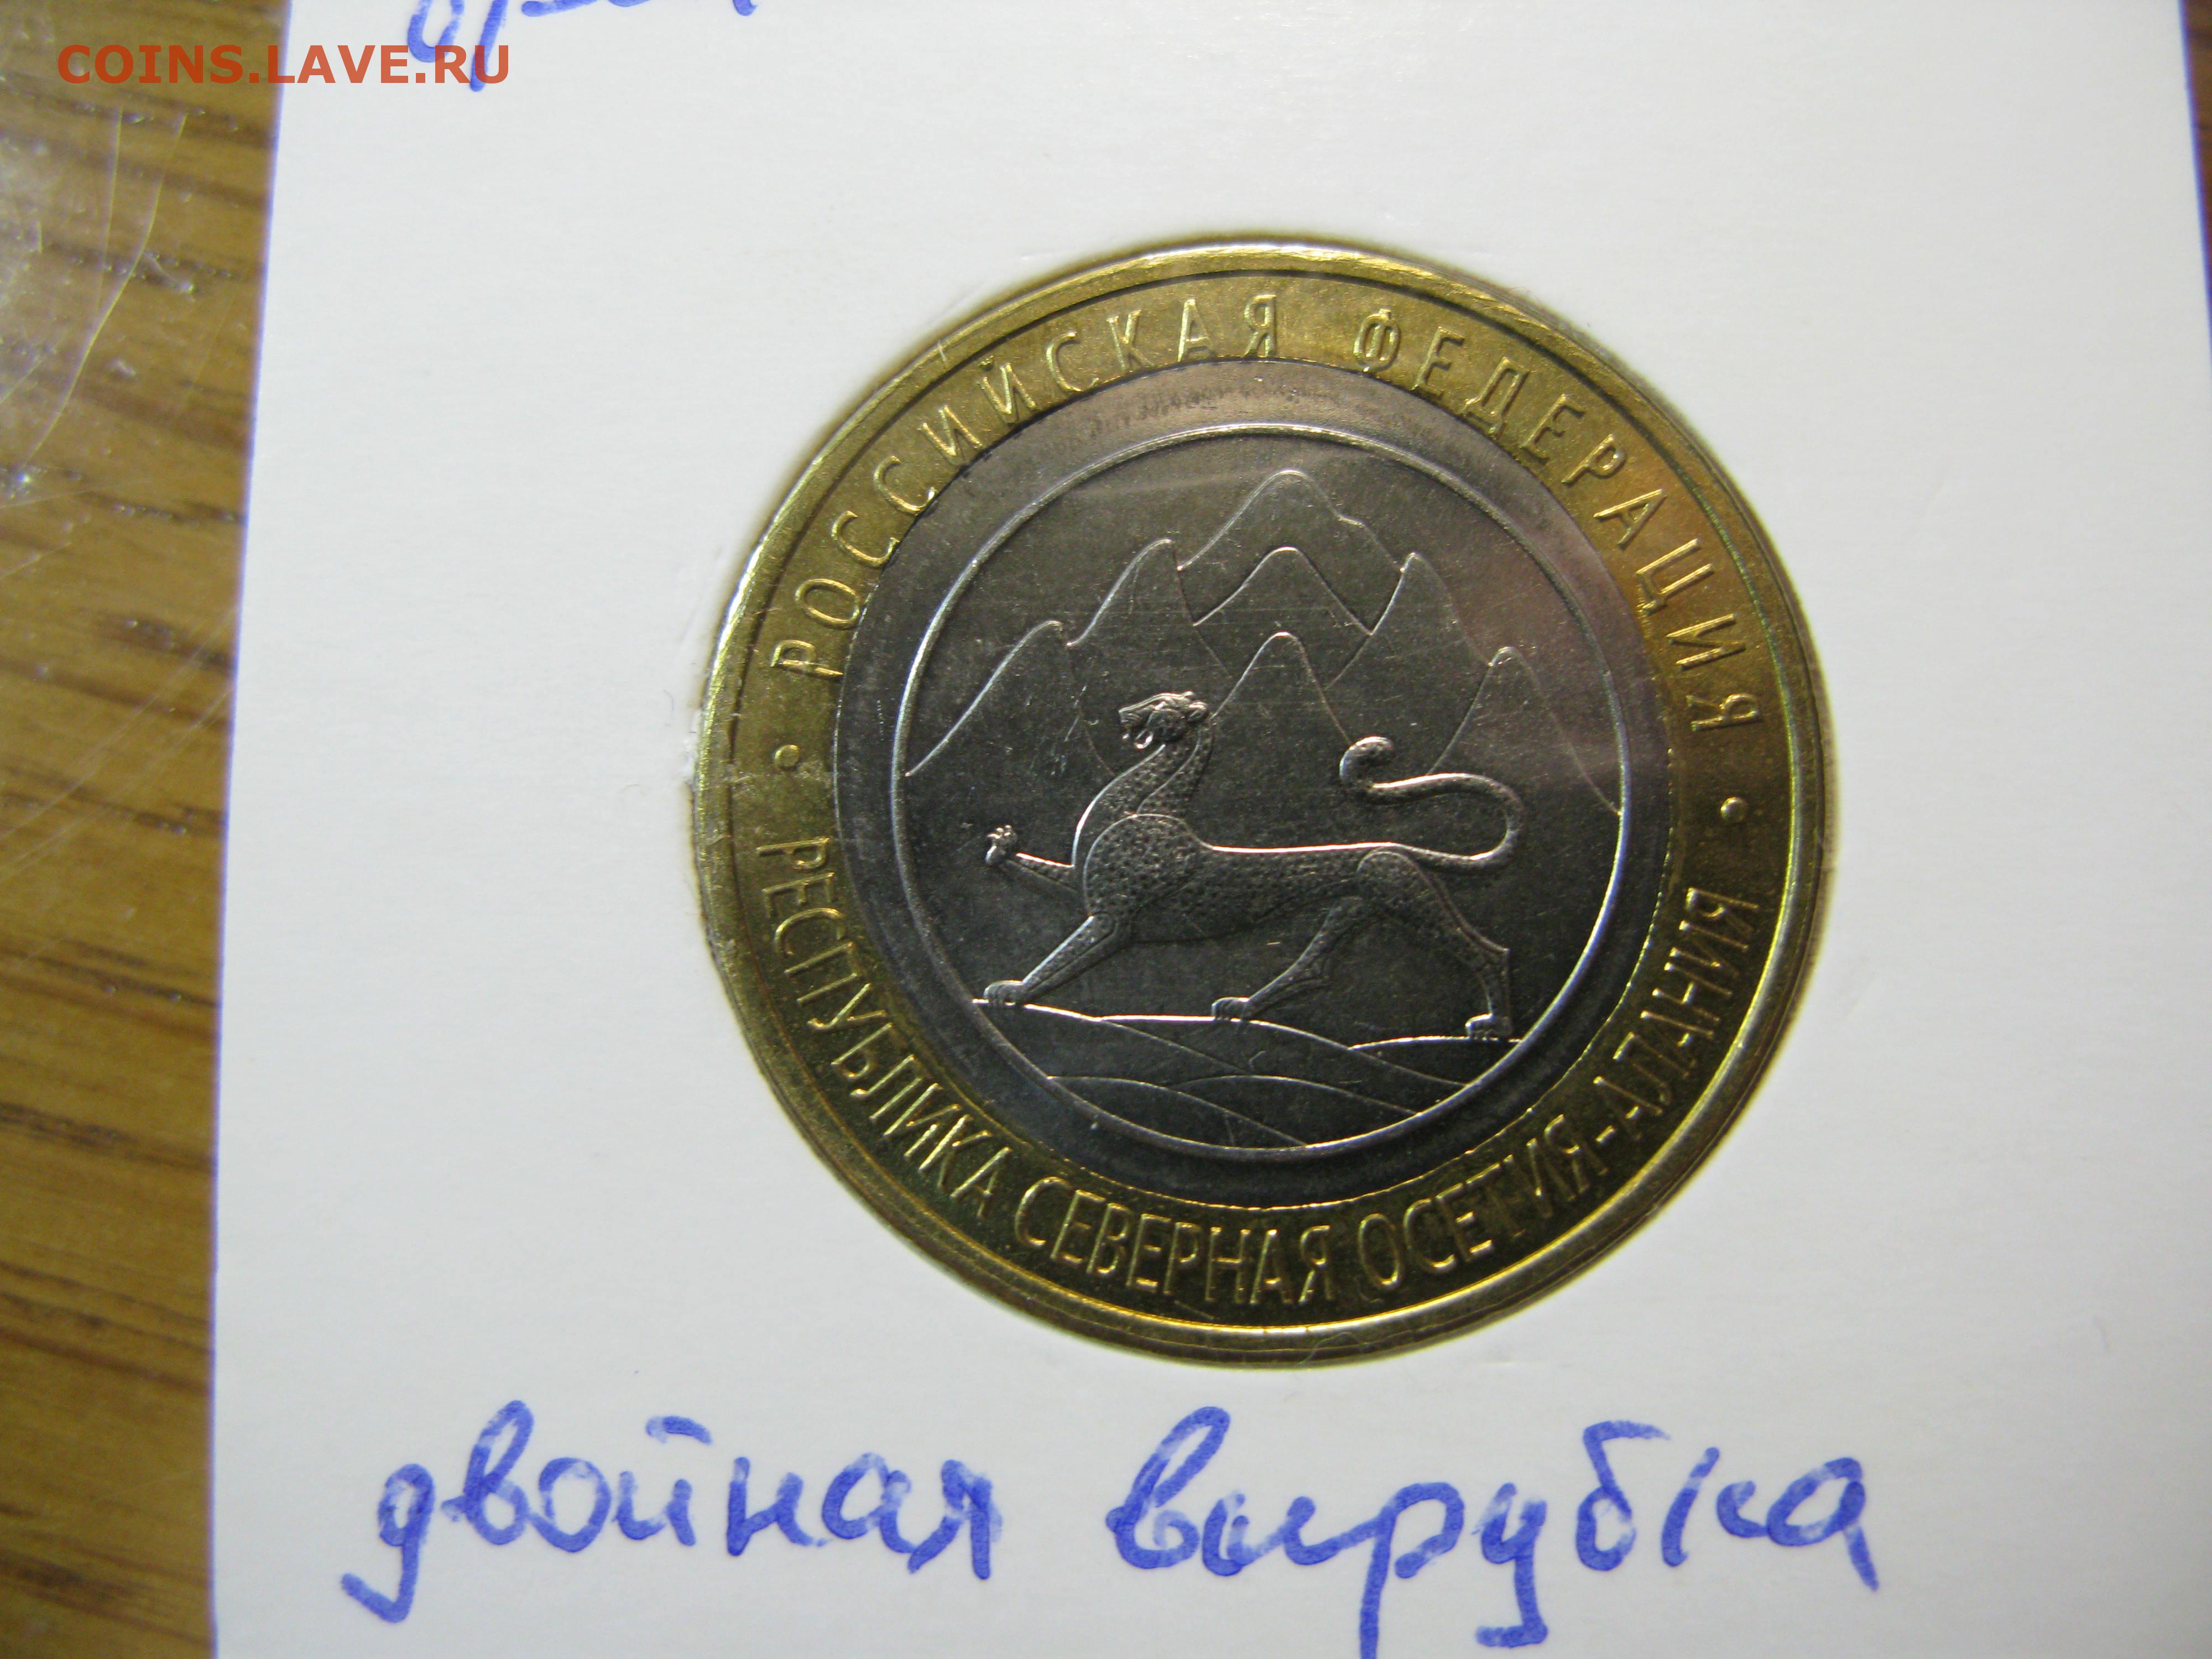 COINS.LAVE.RU
РОССИЙСКАЯ ФЕДЕРАЦИЯ
РЕСПУБЛИКА СЕВЕРНАЯ ОСЕТИЯ-АЛАНИЯ
двойная вырубка